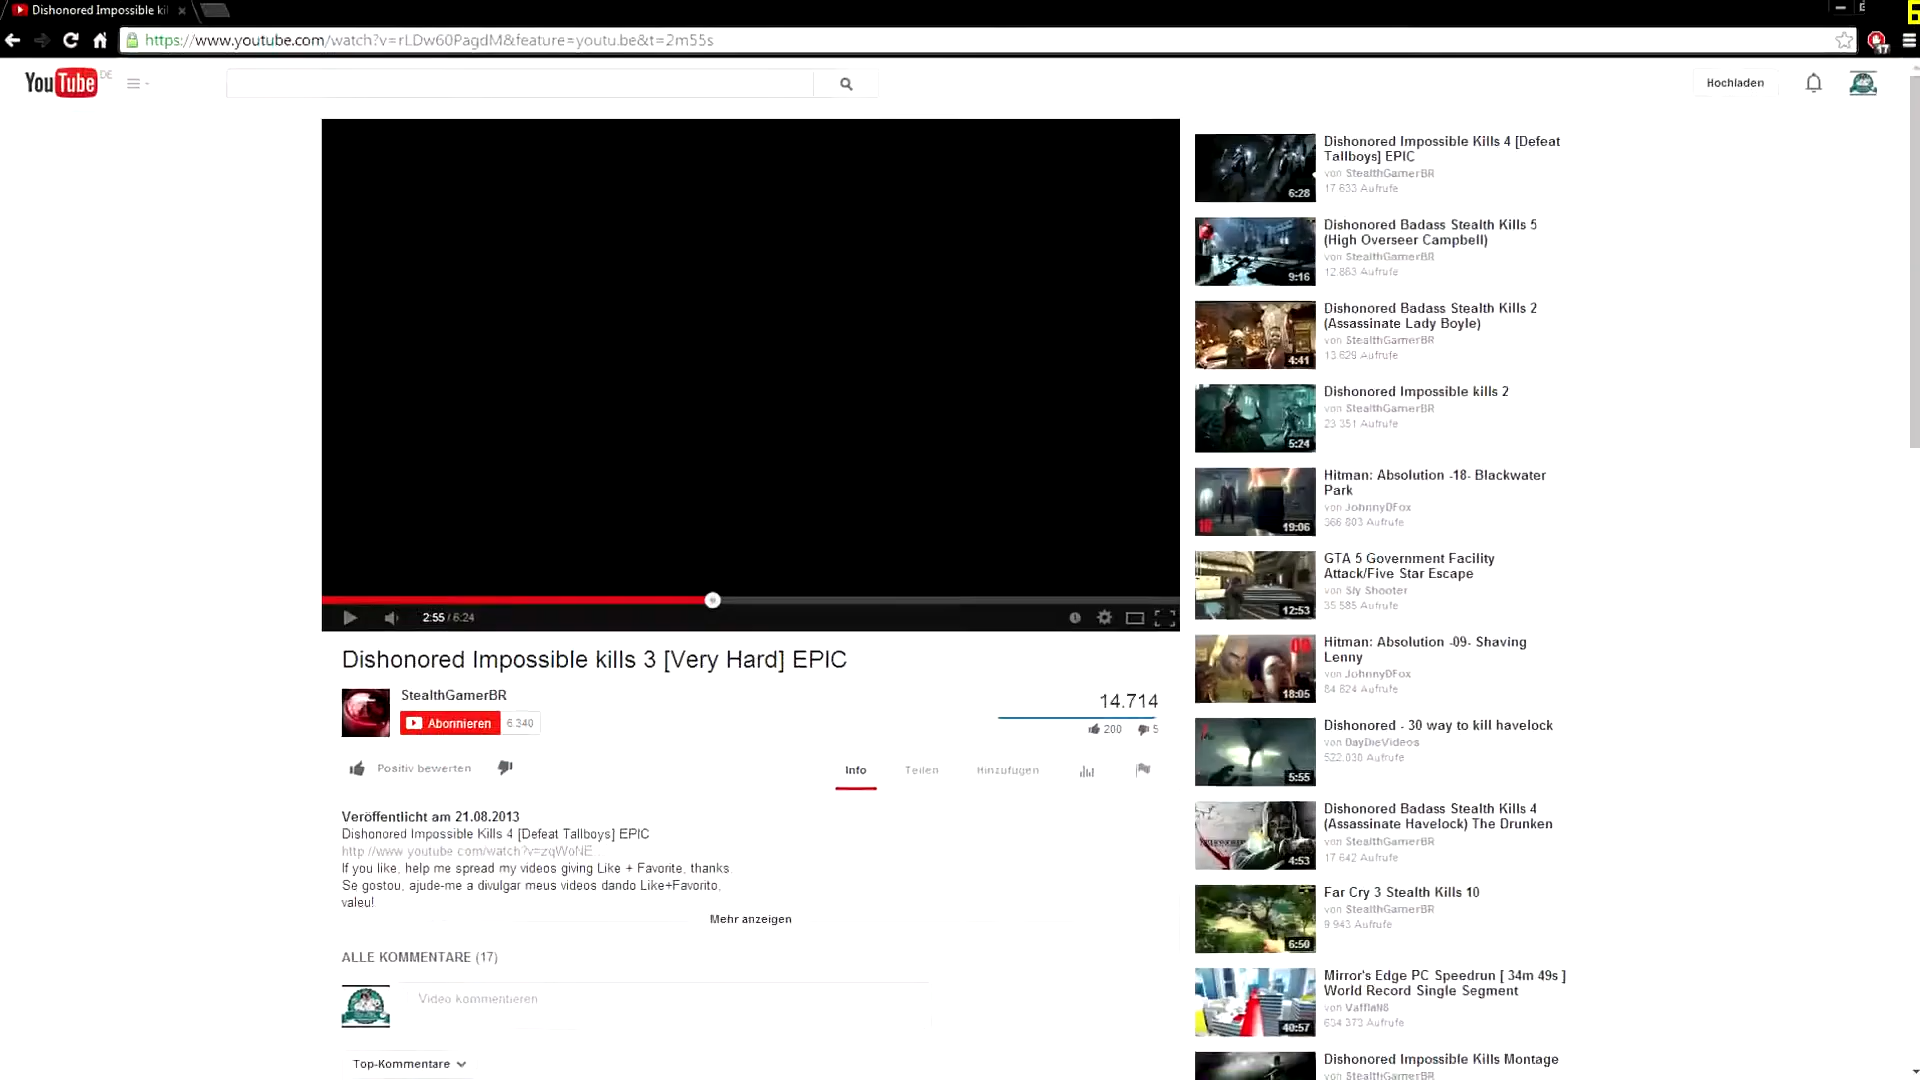 Dishonored Impossible kil
https://www.youtube.com/watch?v=rLDw60PagdM&feature=youtu.be&t=2m55s
17
YouTube DE
Hochladen
Dishonored Impossible Kills 4 [Defeat
Tallboys] EPIC
von StealthGamerBR
17 633 Aufrufe
6:28
Dishonored Badass Stealth Kills 5
(High Overseer Campbell)
von StealthGamerBR
12.863 Aufrufe
9:16
Dishonored Badass Stealth Kills 2
(Assassinate Lady Boyle)
von StealthGamerBR
13.629 Aufrufe
4:41
Dishonored Impossible kills 2
von StealthGamerBR
23 351 Aufrufe
5:24
Hitman: Absolution -18- Blackwater
Park
von JohnnyDFox
366 803 Aufrufe
18
19:06
GTA 5 Government Facility
Attack/Five Star Escape
von Sly Shooter
35 585 Aufrufe
12:53
Hitman: Absolution -09- Shaving
Lenny
von JohnnyDFox
84 824 Aufrufe
09
18:05
Dishonored - 30 way to kill havelock
von DayDieVideos
522.030 Aufrufe
5:55
Dishonored Badass Stealth Kills 4
(Assassinate Havelock) The Drunken
von StealthGamerBR
17 642 Aufrufe
4:53
Far Cry 3 Stealth Kills 10
von StealthGamerBR
9 943 Aufrufe
6:50
Mirror's Edge PC Speedrun [ 34m 49s ]
World Record Single Segment
von
634 373 Aufrufe
40:57
Dishonored Impossible Kills Montage
von StealthGamerBR
2:55 / 6:24
Dishonored Impossible kills 3 [Very Hard] EPIC
StealthGamerBR
Abonnieren 6 340
14.714
200 5
Positiv bewerten
Info Teilen Hinzufügen
Veröffentlicht am 21.08.2013
Dishonored Impossible Kills 4 [Defeat Tallboys] EPIC
http://www.youtube.com/watch?v=zqWoNE...
If you like, help me spread my videos giving Like + Favorite, thanks.
Se gostou, ajude-me a divulgar meus videos dando Like+Favorito,
valeu!
Mehr anzeigen
ALLE KOMMENTARE (17)
Video kommentieren
Top-Kommentare